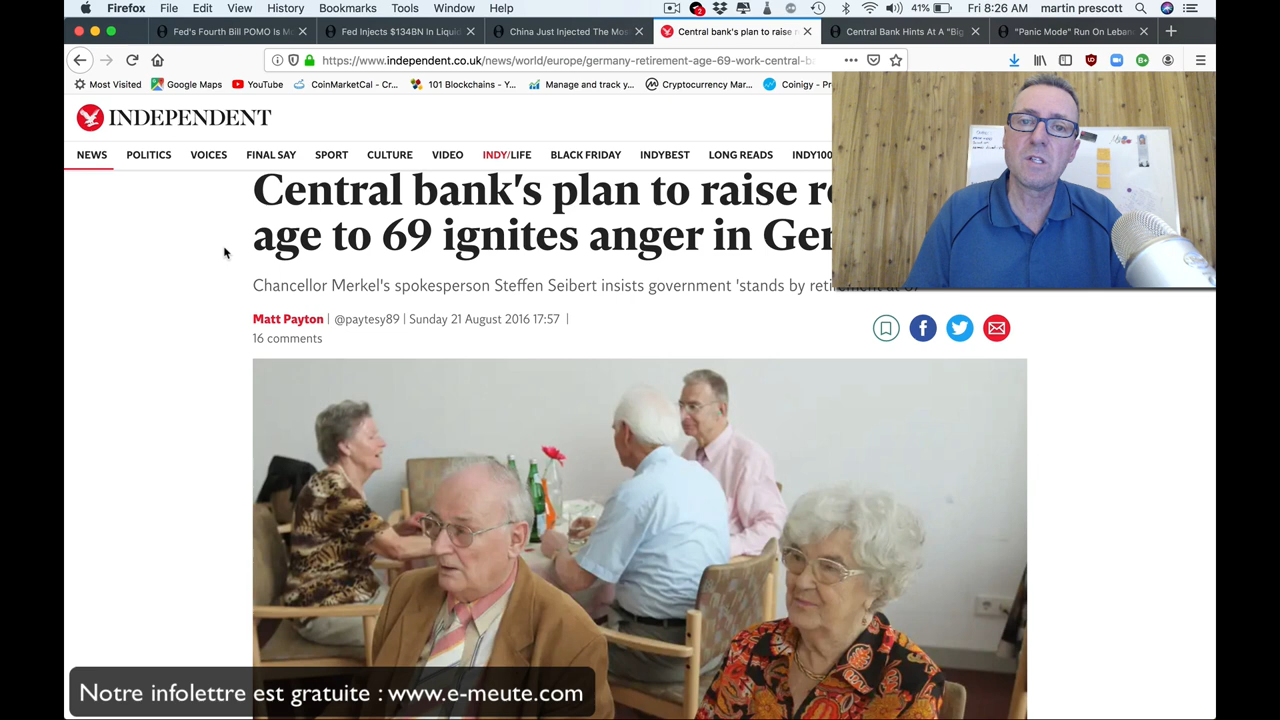 Firefox File Edit View History Bookmarks Tools Window Help 2 41% Fri 8:26 AM martin prescott
Fed's Fourth Bill POMO Is M
Fed Injects $134BN In Liquid
China Just Injected The Mos
Central bank's plan to raise r
Central Bank Hints At A "Big
"Panic Mode" Run On Leban
https://www.independent.co.uk/news/world/europe/germany-retirement-age-69-work-central-b
Most Visited Google Maps YouTube CoinMarketCal - Cr... 101 Blockchains - Y... Manage and track y... Cryptocurrency Mar... Coinigy - Pr
INDEPENDENT
NEWS POLITICS VOICES FINAL SAY SPORT CULTURE VIDEO INDY/LIFE BLACK FRIDAY INDYBEST LONG READS INDY100
Central bank's plan to raise re
age to 69 ignites anger in Ger
Chancellor Merkel's spokesperson Steffen Seibert insists government 'stands by
Matt Payton | @paytesy89 | Sunday 21 August 2016 17:57 |
16 comments
Notre infolettre est gratuite : www.e-meute.com